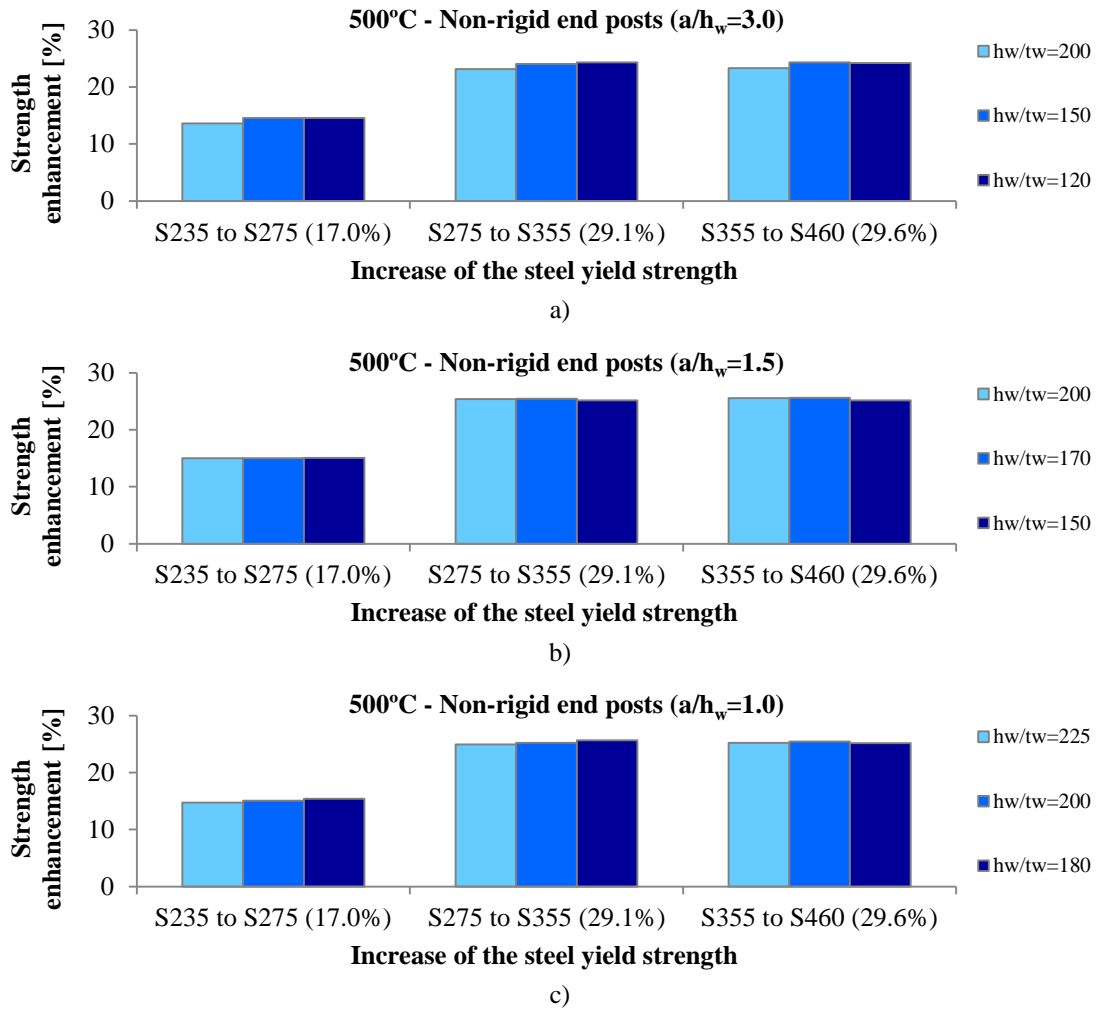 500ºC - Non-rigid end posts (a/hw=3.0)
30
20
10
0
Strength
enhancement [%]
hw/tw=200
hw/tw=150
hw/tw=120
S235 to S275 (17.0%)
S275 to S355 (29.1%)
S355 to S460 (29.6%)
Increase of the steel yield strength
a)
500ºC - Non-rigid end posts (a/hw=1.5)
30
20
10
0
Strength
enhancement [%]
hw/tw=200
hw/tw=170
hw/tw=150
S235 to S275 (17.0%)
S275 to S355 (29.1%)
S355 to S460 (29.6%)
Increase of the steel yield strength
b)
500ºC - Non-rigid end posts (a/hw=1.0)
30
20
10
0
Strength
enhancement [%]
hw/tw=225
hw/tw=200
hw/tw=180
S235 to S275 (17.0%)
S275 to S355 (29.1%)
S355 to S460 (29.6%)
Increase of the steel yield strength
c)